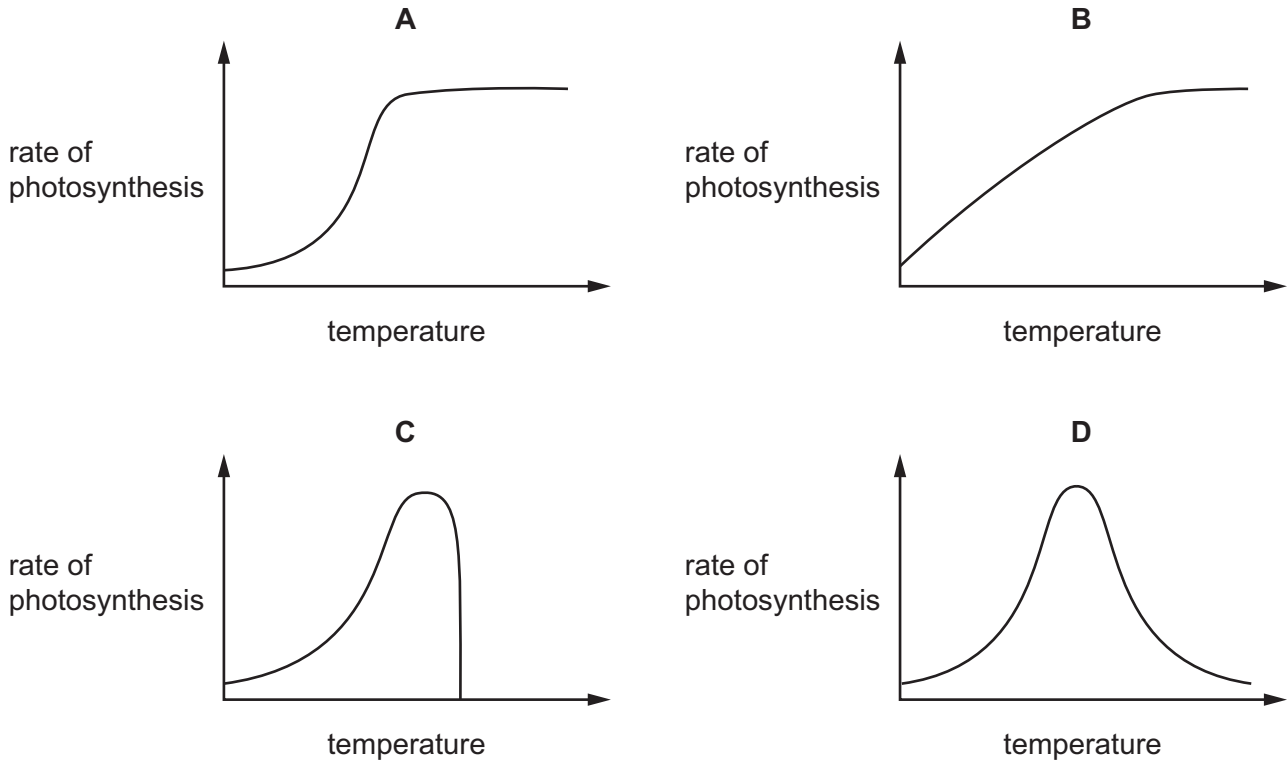 A
rate of
photosynthesis
temperature
B
rate of
photosynthesis
temperature
C
rate of
photosynthesis
temperature
D
rate of
photosynthesis
temperature